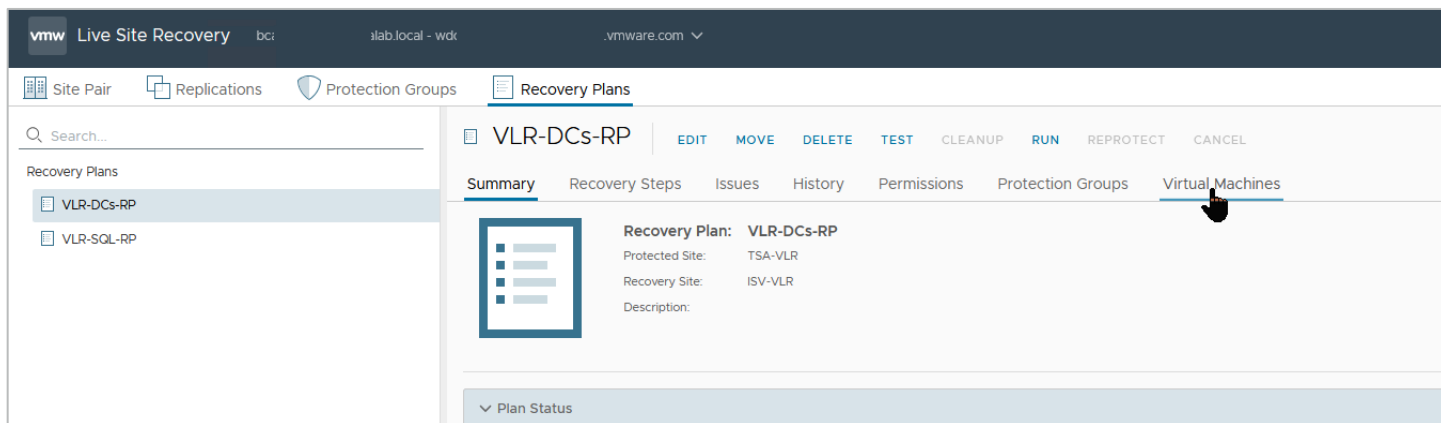 vmw Live Site Recovery bca alab.local - wdc .vmware.com
Site Pair Replications Protection Groups Recovery Plans
Search...
Recovery Plans
VLR-DCs-RP
VLR-SQL-RP
VLR-DCs-RP EDIT MOVE DELETE TEST CLEANUP RUN REPROTECT CANCEL
Summary Recovery Steps Issues History Permissions Protection Groups Virtual Machines
Recovery Plan: VLR-DCs-RP
Protected Site: TSA-VLR
Recovery Site: ISV-VLR
Description:
Plan Status